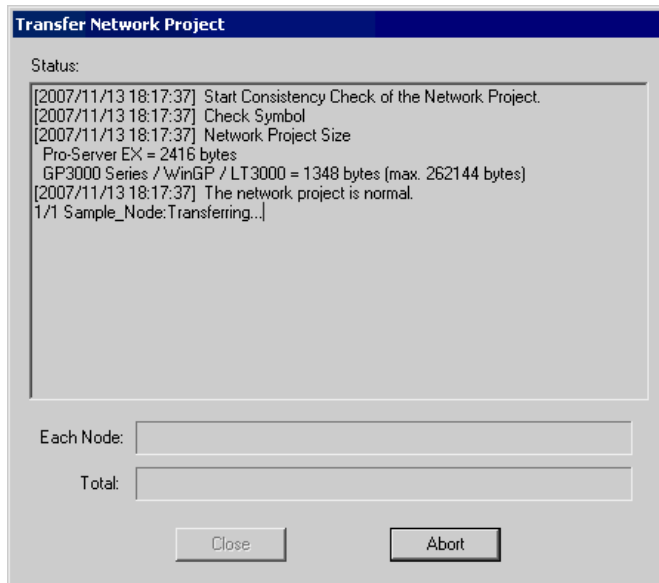 Transfer Network Project
Status:
[2007/11/13 18:17:37] Start Consistency Check of the Network Project.
[2007/11/13 18:17:37] Check Symbol
[2007/11/13 18:17:37] Network Project Size
Pro-Server EX = 2416 bytes
GP3000 Series / WinGP / LT3000 = 1348 bytes (max. 262144 bytes)
[2007/11/13 18:17:37] The network project is normal.
1/1 Sample_Node:Transferring...
Each Node:
Total:
Close
Abort